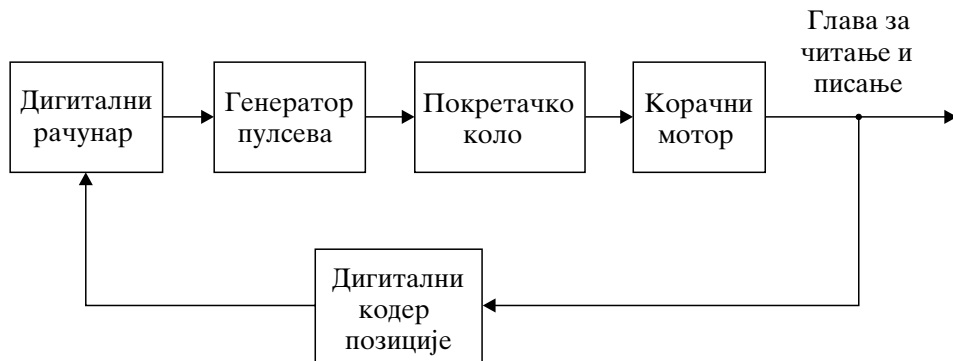 Глава за
читање и
писање
Дигитални
рачунар
Генератор
пулсева
Покретачко
коло
Корачни
мотор
Дигитални
кодер
позиције